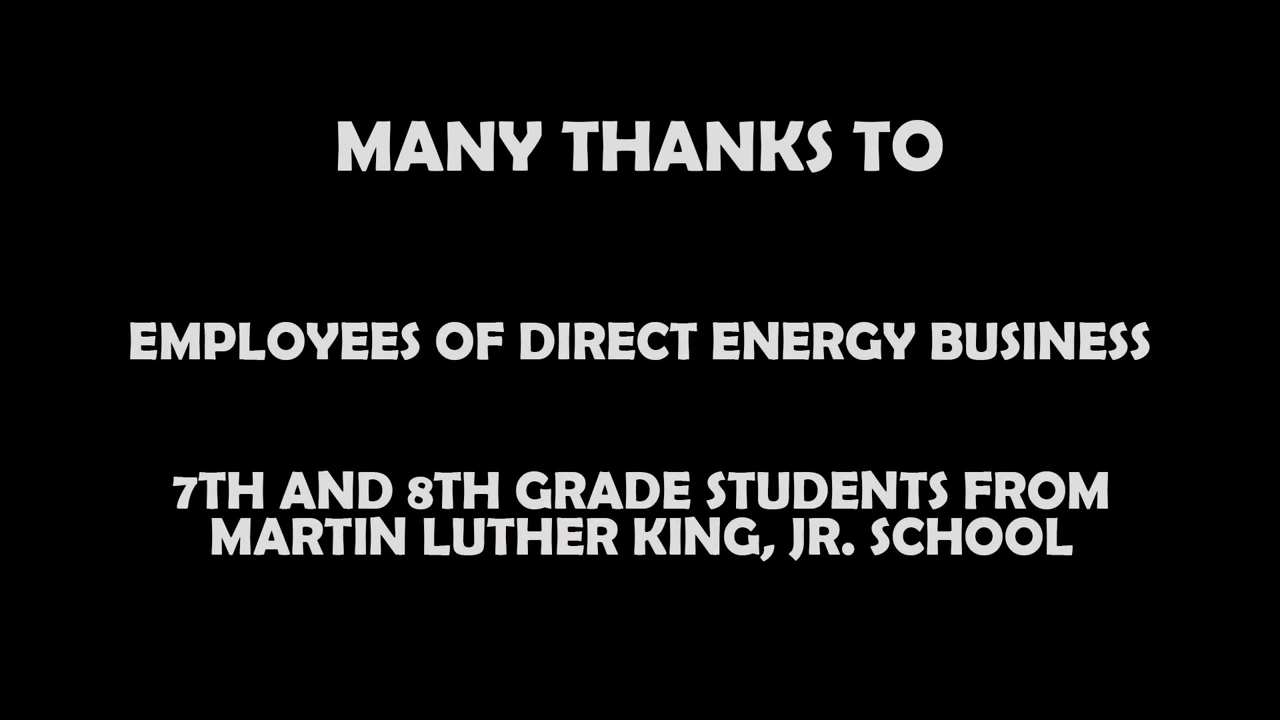 MANY THANKS TO
EMPLOYEES OF DIRECT ENERGY BUSINESS
7TH AND 8TH GRADE STUDENTS FROM
MARTIN LUTHER KING, JR. SCHOOL